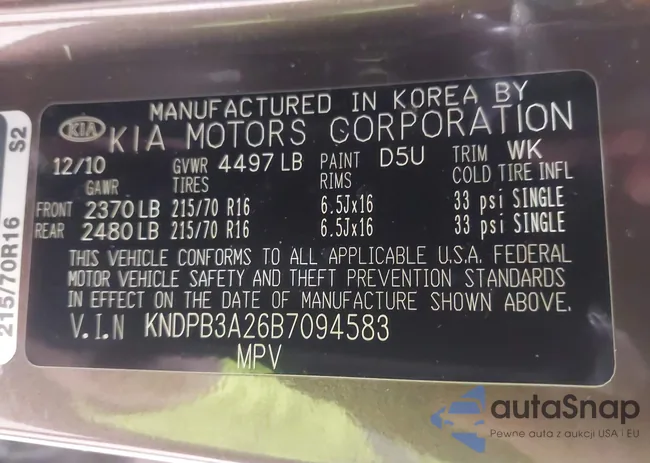 MANUFACTURED IN KOREA BY
KIA KIA MOTORS CORPORATION
12/10 GVWR 4497 LB PAINT D5U TRIM WK
GAWR TIRES RIMS COLD TIRE INFL
FRONT 2370 LB 215/70 R16 6.5Jx16 33 psi SINGLE
REAR 2480 LB 215/70 R16 6.5Jx16 33 psi SINGLE
THIS VEHICLE CONFORMS TO ALL APPLICABLE U.S.A. FEDERAL
MOTOR VEHICLE SAFETY AND THEFT PREVENTION STANDARDS
IN EFFECT ON THE DATE OF MANUFACTURE SHOWN ABOVE.
V.I.N KNDPB3A26B7094583
MPV
215/70R16 S2
autaSnap
Pewne auta z aukcji USA i EU